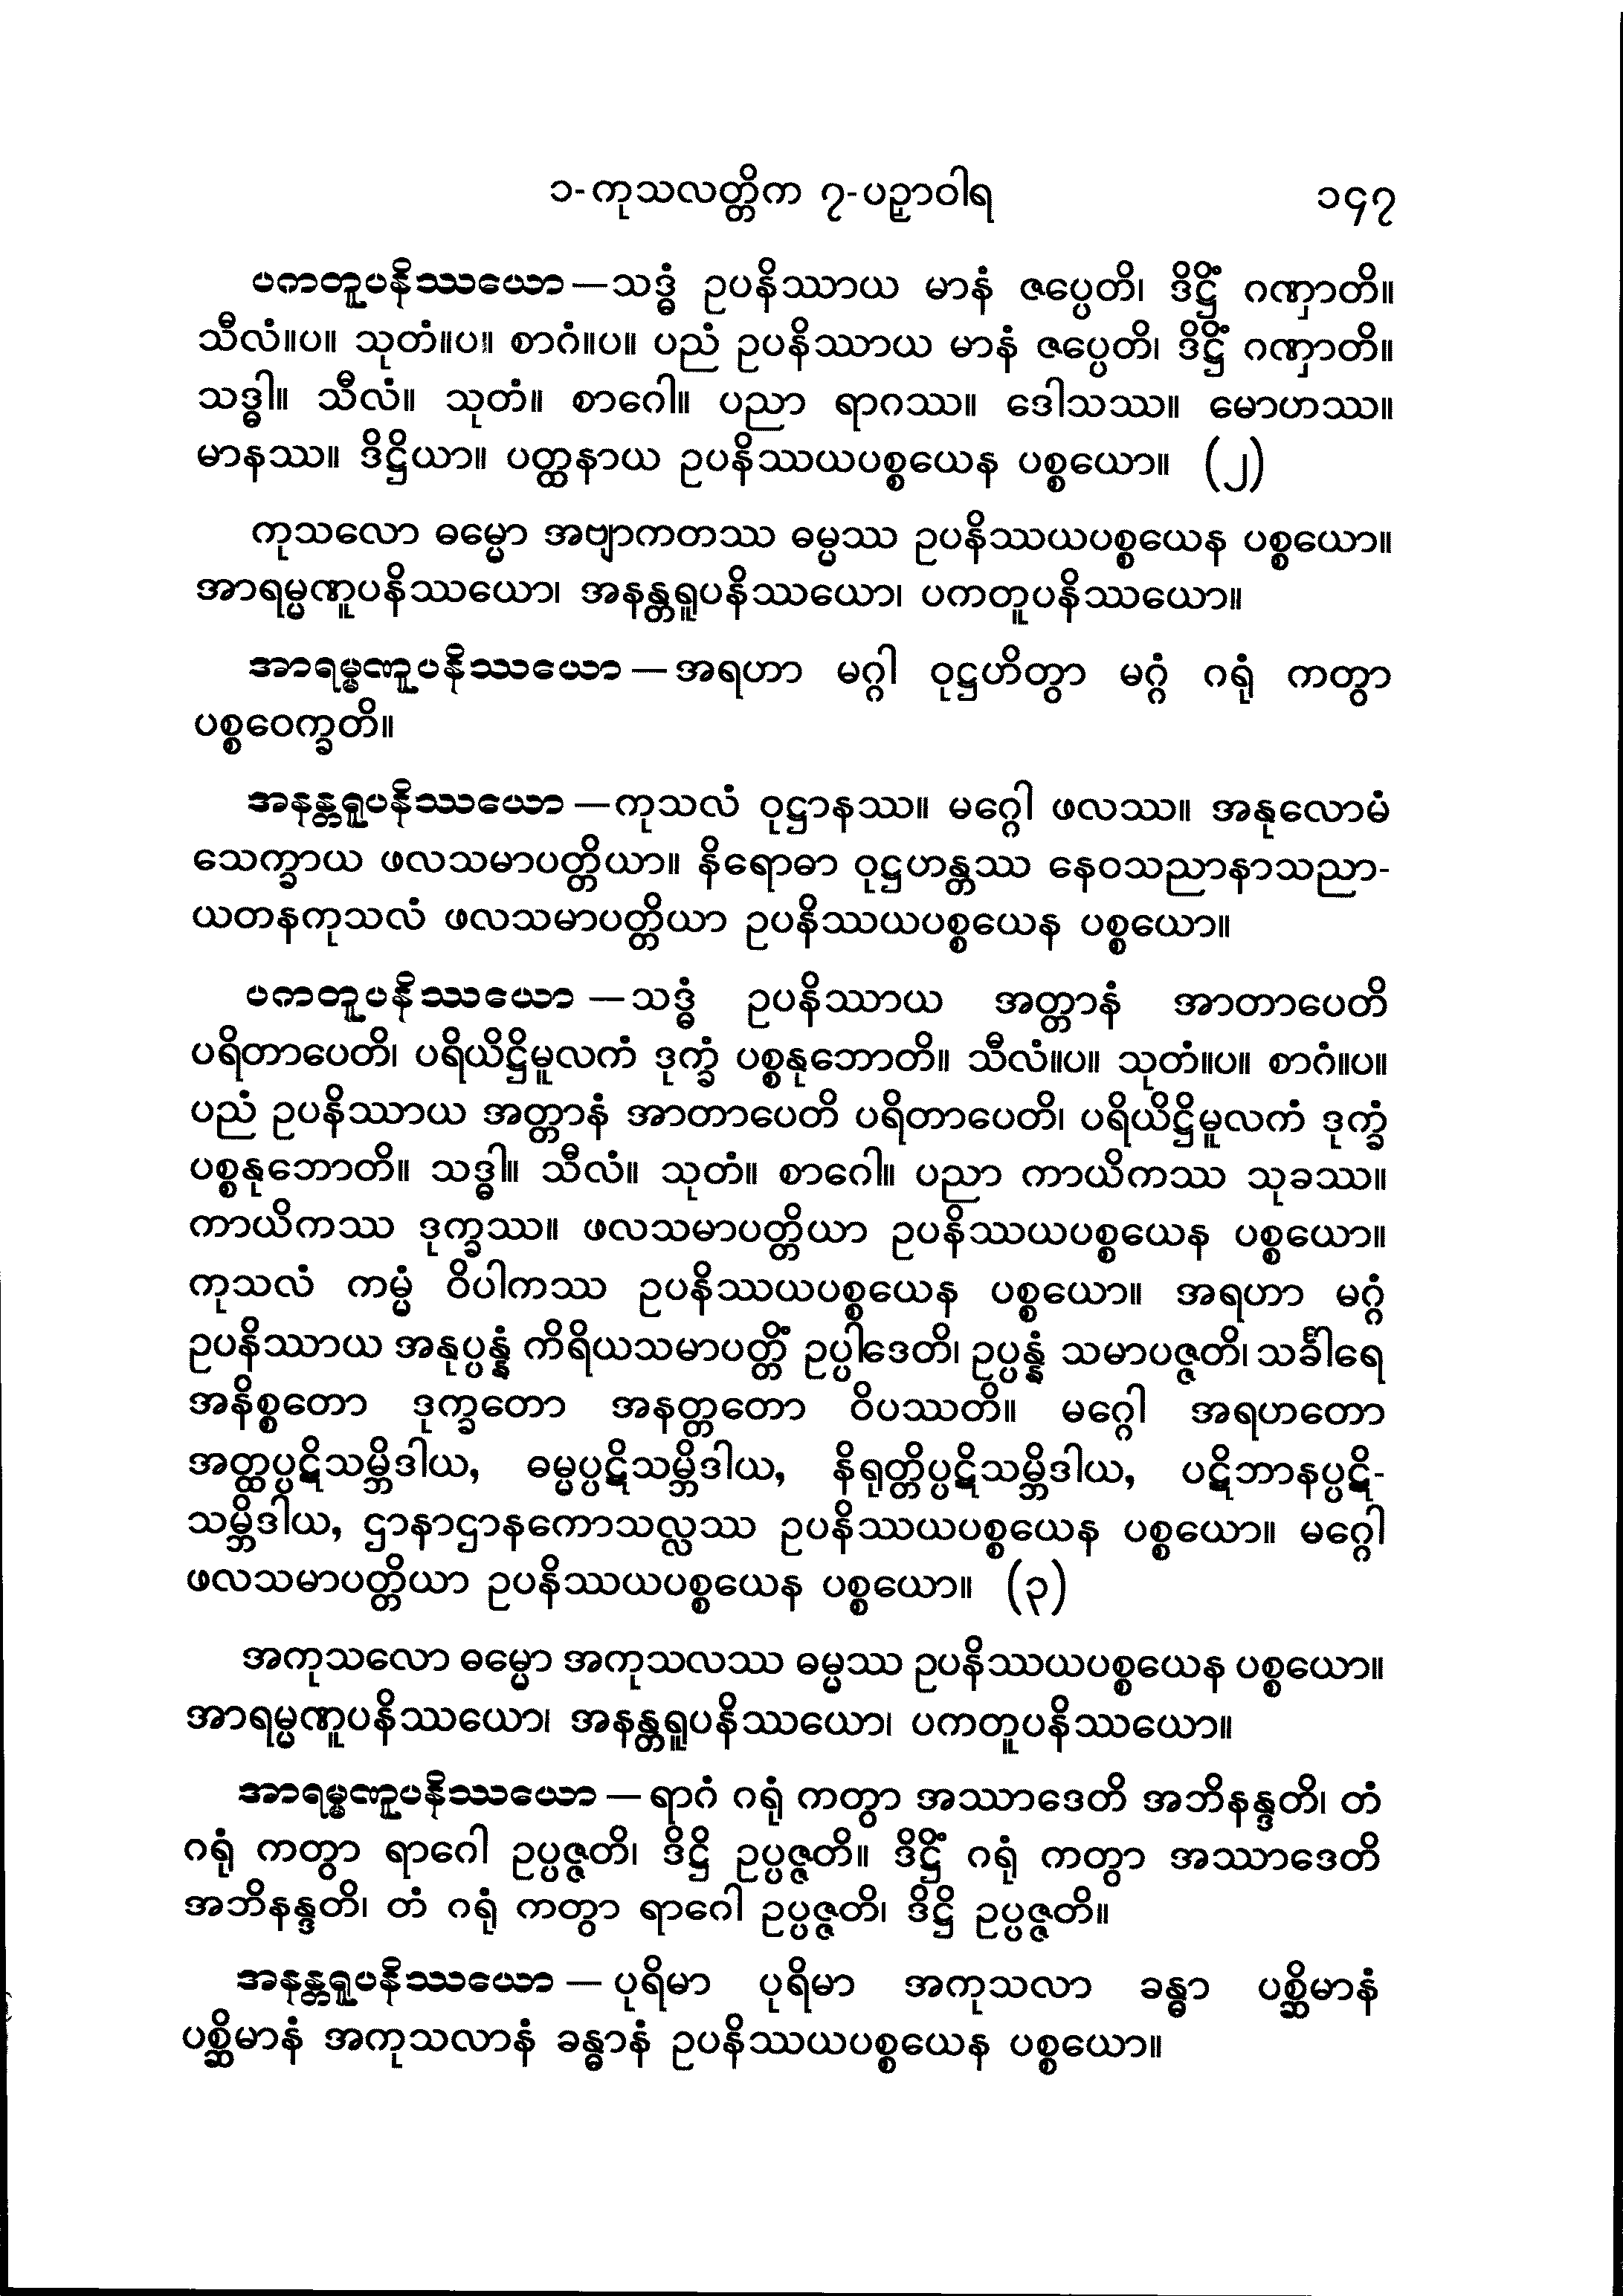 ၁-ကုသလတ္တိက ၇-ပဉှာဝါရ ၁၄၇
ပကတူပနိဿယော—သဒ္ဓံ ဥပနိဿာယ မာနံ ဇပ္ပေတိ၊ ဒိဋ္ဌိံ ဂဏှာတိ။
သီလံ။ပ။ သုတံ။ပ။ စာဂံ။ပ။ ပညံ ဥပနိဿာယ မာနံ ဇပ္ပေတိ၊ ဒိဋ္ဌိံ ဂဏှာတိ။
သဒ္ဓါ။ သီလံ။ သုတံ။ စာဂေါ။ ပညာ ရာဂဿ။ ဒေါသဿ။ မောဟဿ။
မာနဿ။ ဒိဋ္ဌိယာ။ ပတ္ထနာယ ဥပနိဿယပစ္စယေန ပစ္စယော။ (၂)
ကုသလော ဓမ္မော အဗျာကတဿ ဓမ္မဿ ဥပနိဿယပစ္စယေန ပစ္စယော။
အာရမ္မဏူပနိဿယော၊ အနန္တရူပနိဿယော၊ ပကတူပနိဿယော။
အာရမ္မဏူပနိဿယော—အရဟာ မဂ္ဂါ ဝုဋ္ဌဟိတွာ မဂ္ဂံ ဂရုံ ကတွာ
ပစ္စဝေက္ခတိ။
အနန္တရူပနိဿယော—ကုသလံ ဝုဋ္ဌာနဿ။ မဂ္ဂေါ ဖလဿ။ အနုလောမံ
သေက္ခာယ ဖလသမာပတ္တိယာ။ နိရောဓာ ဝုဋ္ဌဟန္တဿ နေဝသညာနာသညာ-
ယတနကုသလံ ဖလသမာပတ္တိယာ ဥပနိဿယပစ္စယေန ပစ္စယော။
ပကတူပနိဿယော—သဒ္ဓံ ဥပနိဿာယ အတ္တာနံ အာတာပေတိ
ပရိတာပေတိ၊ ပရိယိဋ္ဌိမူလကံ ဒုက္ခံ ပစ္စနုဘောတိ။ သီလံ။ပ။ သုတံ။ပ။ စာဂံ။ပ။
ပညံ ဥပနိဿာယ အတ္တာနံ အာတာပေတိ ပရိတာပေတိ၊ ပရိယိဋ္ဌိမူလကံ ဒုက္ခံ
ပစ္စနုဘောတိ။ သဒ္ဓါ။ သီလံ။ သုတံ။ စာဂေါ။ ပညာ ကာယိကဿ သုခဿ။
ကာယိကဿ ဒုက္ခဿ။ ဖလသမာပတ္တိယာ ဥပနိဿယပစ္စယေန ပစ္စယော။
ကုသလံ ကမ္မံ ဝိပါကဿ ဥပနိဿယပစ္စယေန ပစ္စယော။ အရဟာ မဂ္ဂံ
ဥပနိဿာယ အနုပ္ပန္နံ ကိရိယသမာပတ္တိံ ဥပ္ပါဒေတိ၊ ဥပ္ပန္နံ သမာပဇ္ဇတိ၊ သင်္ခါရေ
အနိစ္စတော ဒုက္ခတော အနတ္တတော ဝိပဿတိ။ မဂ္ဂေါ အရဟတော
အတ္ထပ္ပဋိသမ္ဘိဒါယ, ဓမ္မပ္ပဋိသမ္ဘိဒါယ, နိရုတ္တိပ္ပဋိသမ္ဘိဒါယ, ပဋိဘာနပ္ပဋိ-
သမ္ဘိဒါယ, ဌာနာဌာနကောသလ္လဿ ဥပနိဿယပစ္စယေန ပစ္စယော။ မဂ္ဂေါ
ဖလသမာပတ္တိယာ ဥပနိဿယပစ္စယေန ပစ္စယော။ (၃)
အကုသလော ဓမ္မော အကုသလဿ ဓမ္မဿ ဥပနိဿယပစ္စယေန ပစ္စယော။
အာရမ္မဏူပနိဿယော၊ အနန္တရူပနိဿယော၊ ပကတူပနိဿယော။
အာရမ္မဏူပနိဿယော—ရာဂံ ဂရုံ ကတွာ အဿာဒေတိ အဘိနန္ဒတိ၊ တံ
ဂရုံ ကတွာ ရာဂေါ ဥပ္ပဇ္ဇတိ၊ ဒိဋ္ဌိ ဥပ္ပဇ္ဇတိ။ ဒိဋ္ဌိံ ဂရုံ ကတွာ အဿာဒေတိ
အဘိနန္ဒတိ၊ တံ ဂရုံ ကတွာ ရာဂေါ ဥပ္ပဇ္ဇတိ၊ ဒိဋ္ဌိ ဥပ္ပဇ္ဇတိ။
အနန္တရူပနိဿယော—ပုရိမာ ပုရိမာ အကုသလာ ခန္ဓာ ပစ္ဆိမာနံ
ပစ္ဆိမာနံ အကုသလာနံ ခန္ဓာနံ ဥပနိဿယပစ္စယေန ပစ္စယော။